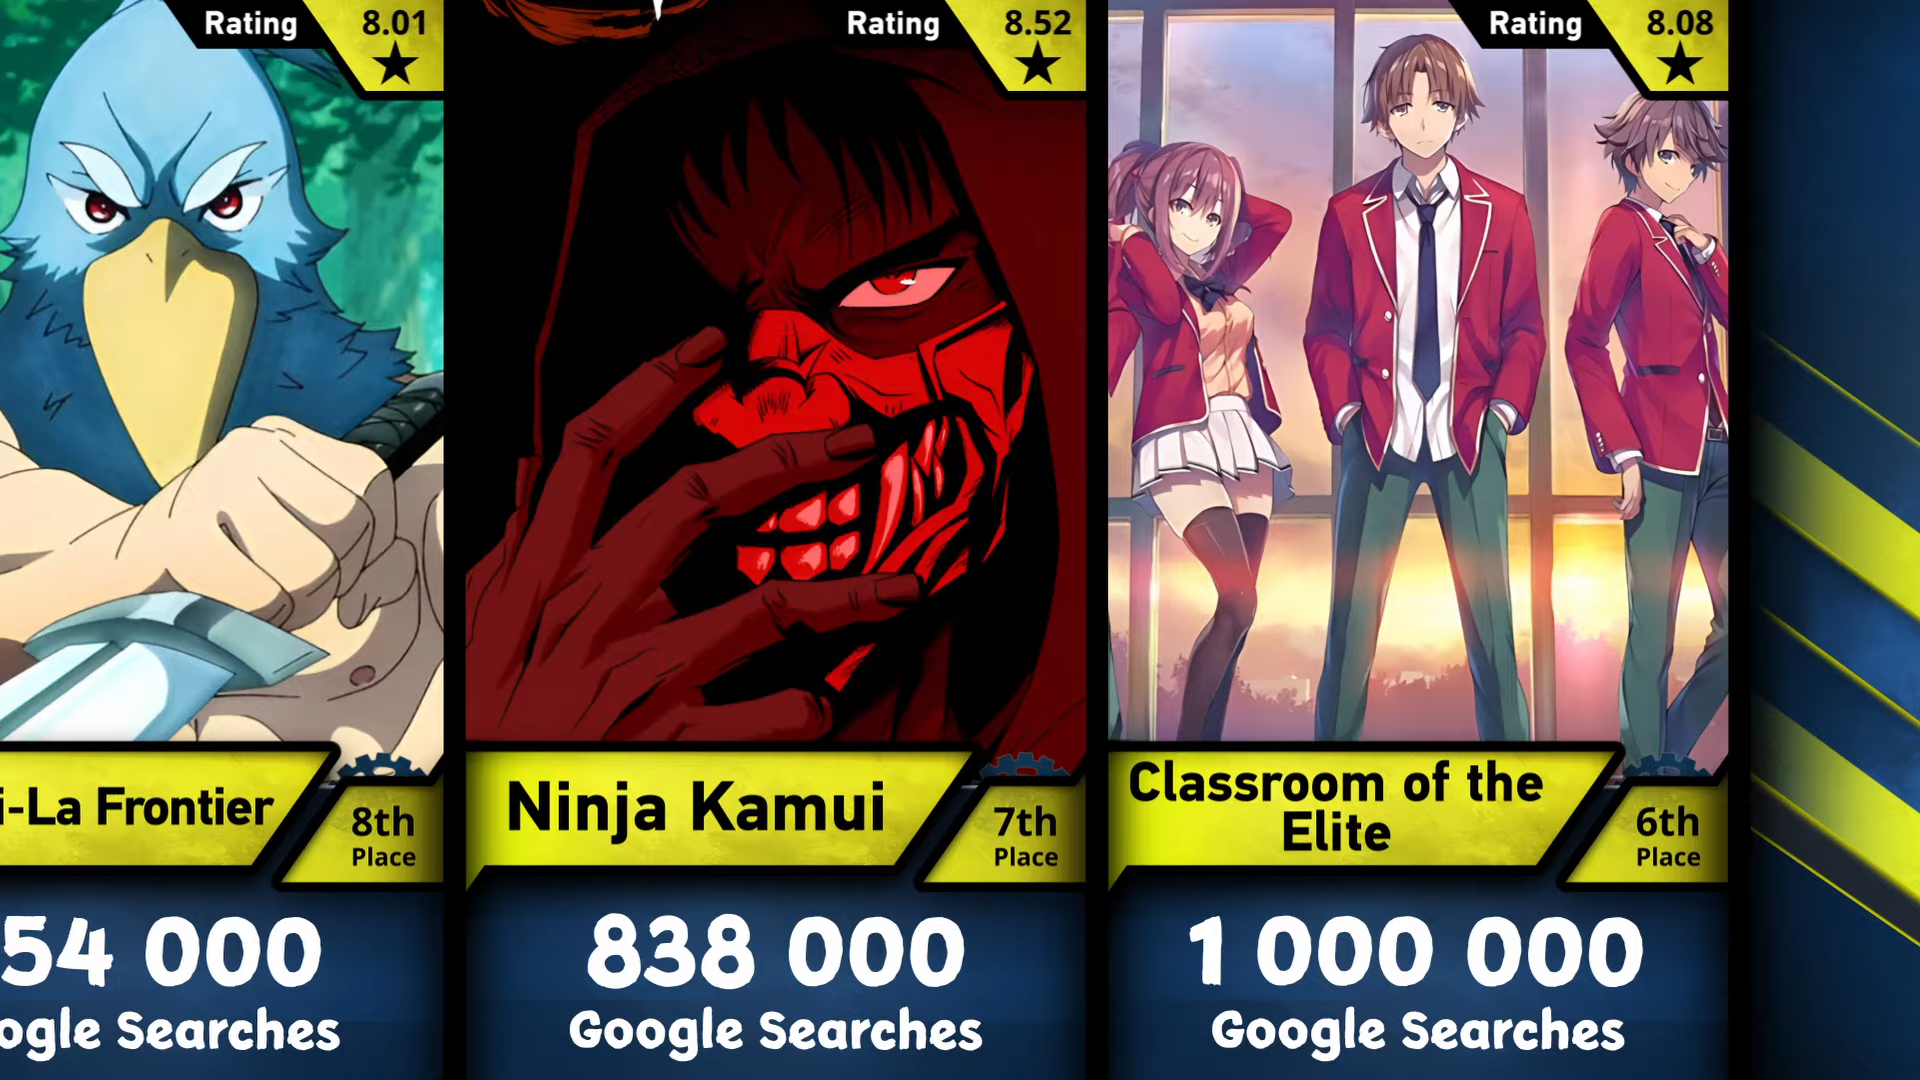 Rating 8.01
i-La Frontier
8th
Place
54 000
ogle Searches
Rating 8.52
Ninja Kamui
7th
Place
838 000
Google Searches
Rating 8.08
Classroom of the
Elite
6th
Place
1 000 000
Google Searches